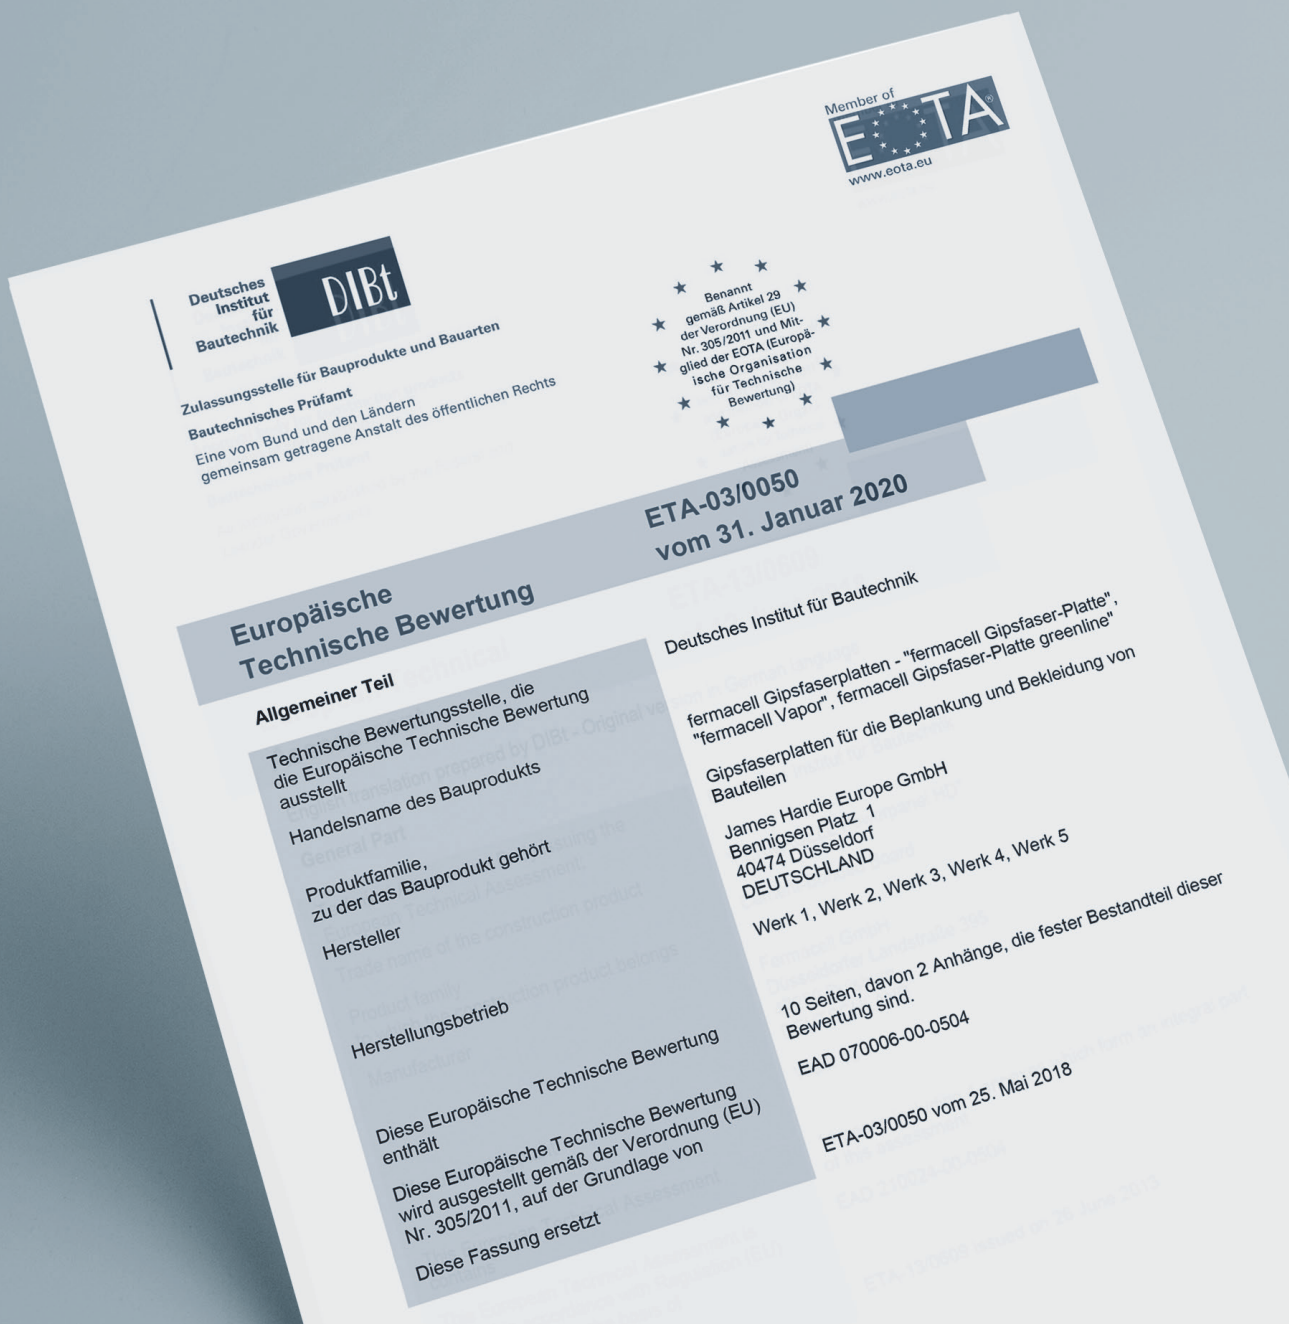 Member of
EOTA®
www.eota.eu
Deutsches
Institut
für
Bautechnik
DIBt
Zulassungsstelle für Bauprodukte und Bauarten
Bautechnisches Prüfamt
Eine vom Bund und den Ländern
gemeinsam getragene Anstalt des öffentlichen Rechts
Benannt
gemäß Artikel 29
der Verordnung (EU)
Nr. 305/2011 und Mit-
glied der EOTA (Europä-
ische Organisation
für Technische
Bewertung)
Europäische
Technische Bewertung
ETA-03/0050
vom 31. Januar 2020
Allgemeiner Teil
Technische Bewertungsstelle, die
die Europäische Technische Bewertung
ausstellt
Deutsches Institut für Bautechnik
Handelsname des Bauprodukts
fermacell Gipsfaserplatten - "fermacell Gipsfaser-Platte",
"fermacell Vapor", fermacell Gipsfaser-Platte greenline"
Produktfamilie,
zu der das Bauprodukt gehört
Gipsfaserplatten für die Beplankung und Bekleidung von
Bauteilen
Hersteller
James Hardie Europe GmbH
Bennigsen Platz 1
40474 Düsseldorf
DEUTSCHLAND
Herstellungsbetrieb
Werk 1, Werk 2, Werk 3, Werk 4, Werk 5
Diese Europäische Technische Bewertung
enthält
10 Seiten, davon 2 Anhänge, die fester Bestandteil dieser
Bewertung sind.
Diese Europäische Technische Bewertung
wird ausgestellt gemäß der Verordnung (EU)
Nr. 305/2011, auf der Grundlage von
EAD 070006-00-0504
Diese Fassung ersetzt
ETA-03/0050 vom 25. Mai 2018